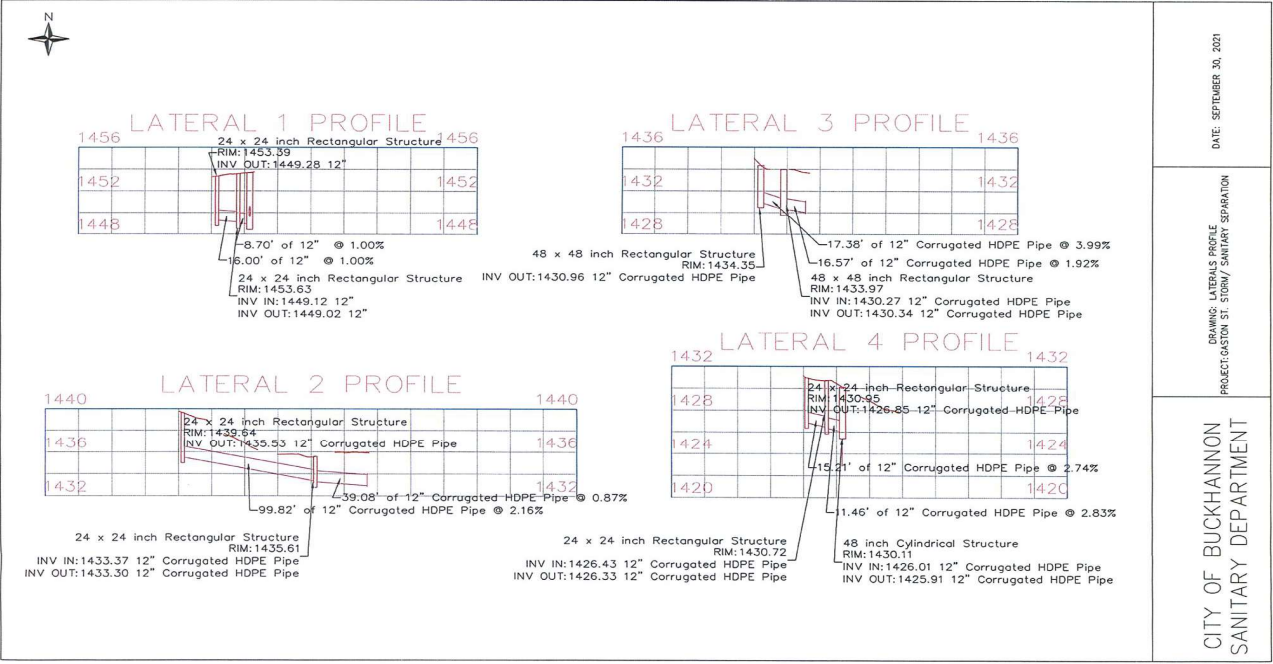 N
LATERAL 1 PROFILE
1456
1456
24 x 24 inch Rectangular Structure
RIM:1453.39
INV OUT:1449.28 12"
1452
1452
1448
1448
8.70' of 12" @ 1.00%
16.00' of 12" @ 1.00%
24 x 24 inch Rectangular Structure
RIM:1453.63
INV IN:1449.12 12"
INV OUT:1449.02 12"
LATERAL 3 PROFILE
1436
1436
1432
1432
1428
1428
17.38' of 12" Corrugated HDPE Pipe @ 3.99%
48 x 48 inch Rectangular Structure
RIM:1434.35
INV OUT:1430.96 12" Corrugated HDPE Pipe
16.57' of 12" Corrugated HDPE Pipe @ 1.92%
48 x 48 inch Rectangular Structure
RIM:1433.97
INV IN:1430.27 12" Corrugated HDPE Pipe
INV OUT:1430.34 12" Corrugated HDPE Pipe
LATERAL 2 PROFILE
1440
1440
24 x 24 inch Rectangular Structure
RIM:1439.64
INV OUT:1435.53 12" Corrugated HDPE Pipe
1436
1436
1432
1432
39.08' of 12" Corrugated HDPE Pipe @ 0.87%
99.82' of 12" Corrugated HDPE Pipe @ 2.16%
24 x 24 inch Rectangular Structure
RIM:1435.61
INV IN:1433.37 12" Corrugated HDPE Pipe
INV OUT:1433.30 12" Corrugated HDPE Pipe
LATERAL 4 PROFILE
1432
1432
24 x 24 inch Rectangular Structure
RIM:1430.95
INV OUT:1426.85 12" Corrugated HDPE Pipe
1428
1428
1424
1424
15.21' of 12" Corrugated HDPE Pipe @ 2.74%
1420
1420
11.46' of 12" Corrugated HDPE Pipe @ 2.83%
24 x 24 inch Rectangular Structure
RIM:1430.72
INV IN:1426.43 12" Corrugated HDPE Pipe
INV OUT:1426.33 12" Corrugated HDPE Pipe
48 inch Cylindrical Structure
RIM:1430.11
INV IN:1426.01 12" Corrugated HDPE Pipe
INV OUT:1425.91 12" Corrugated HDPE Pipe
DATE: SEPTEMBER 30, 2021
DRAWING: LATERALS PROFILE
PROJECT:GASTON ST. STORM/ SANITARY SEPARATION
CITY OF BUCKHANNON
SANITARY DEPARTMENT